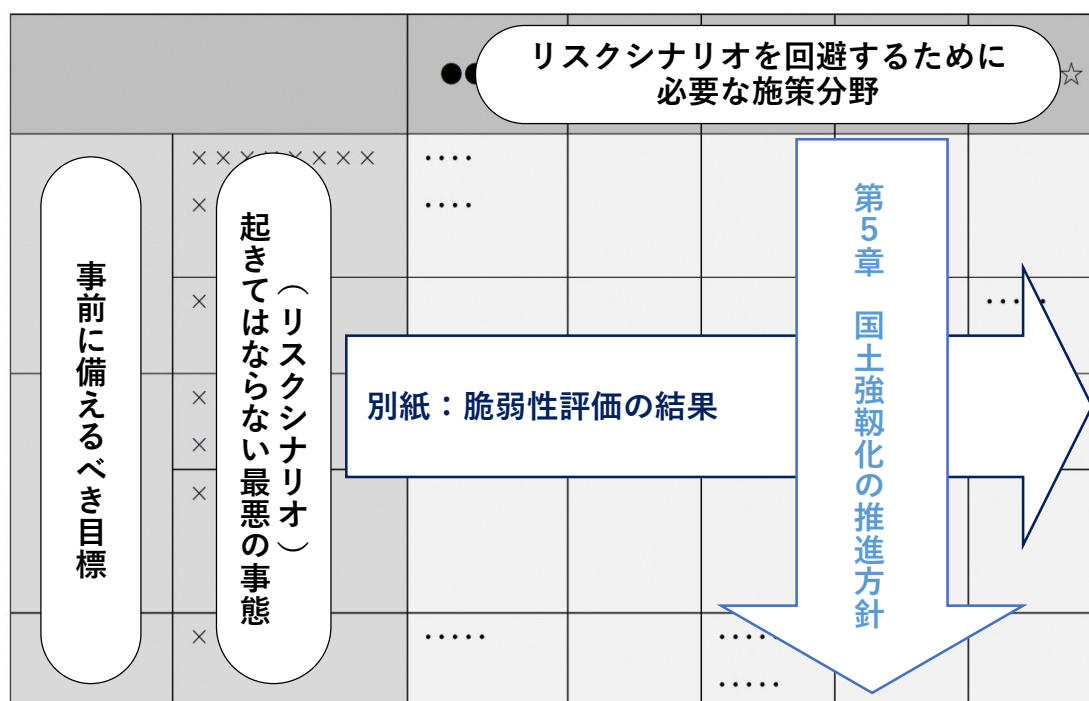 リスクシナリオを回避するために
必要な施策分野
●●
☆
事前に備えるべき目標
起きてはならない最悪の事態
（リスクシナリオ）
× × × × × × × ×
×
×
×
×
×
×
‥‥
‥‥
‥‥・
別紙：脆弱性評価の結果
第5章　国土強靱化の推進方針
‥‥・
‥‥・
‥‥・